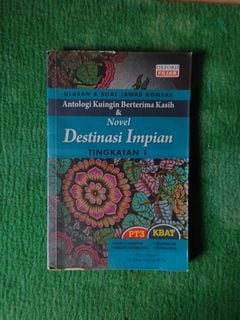 ULASAN & SOAL JAWAB KOMSAS
OXFORD
FAJAR
Antologi Kuingin Berterima Kasih
&
Novel
Destinasi Impian
TINGKATAN 1
PT3
KBAT